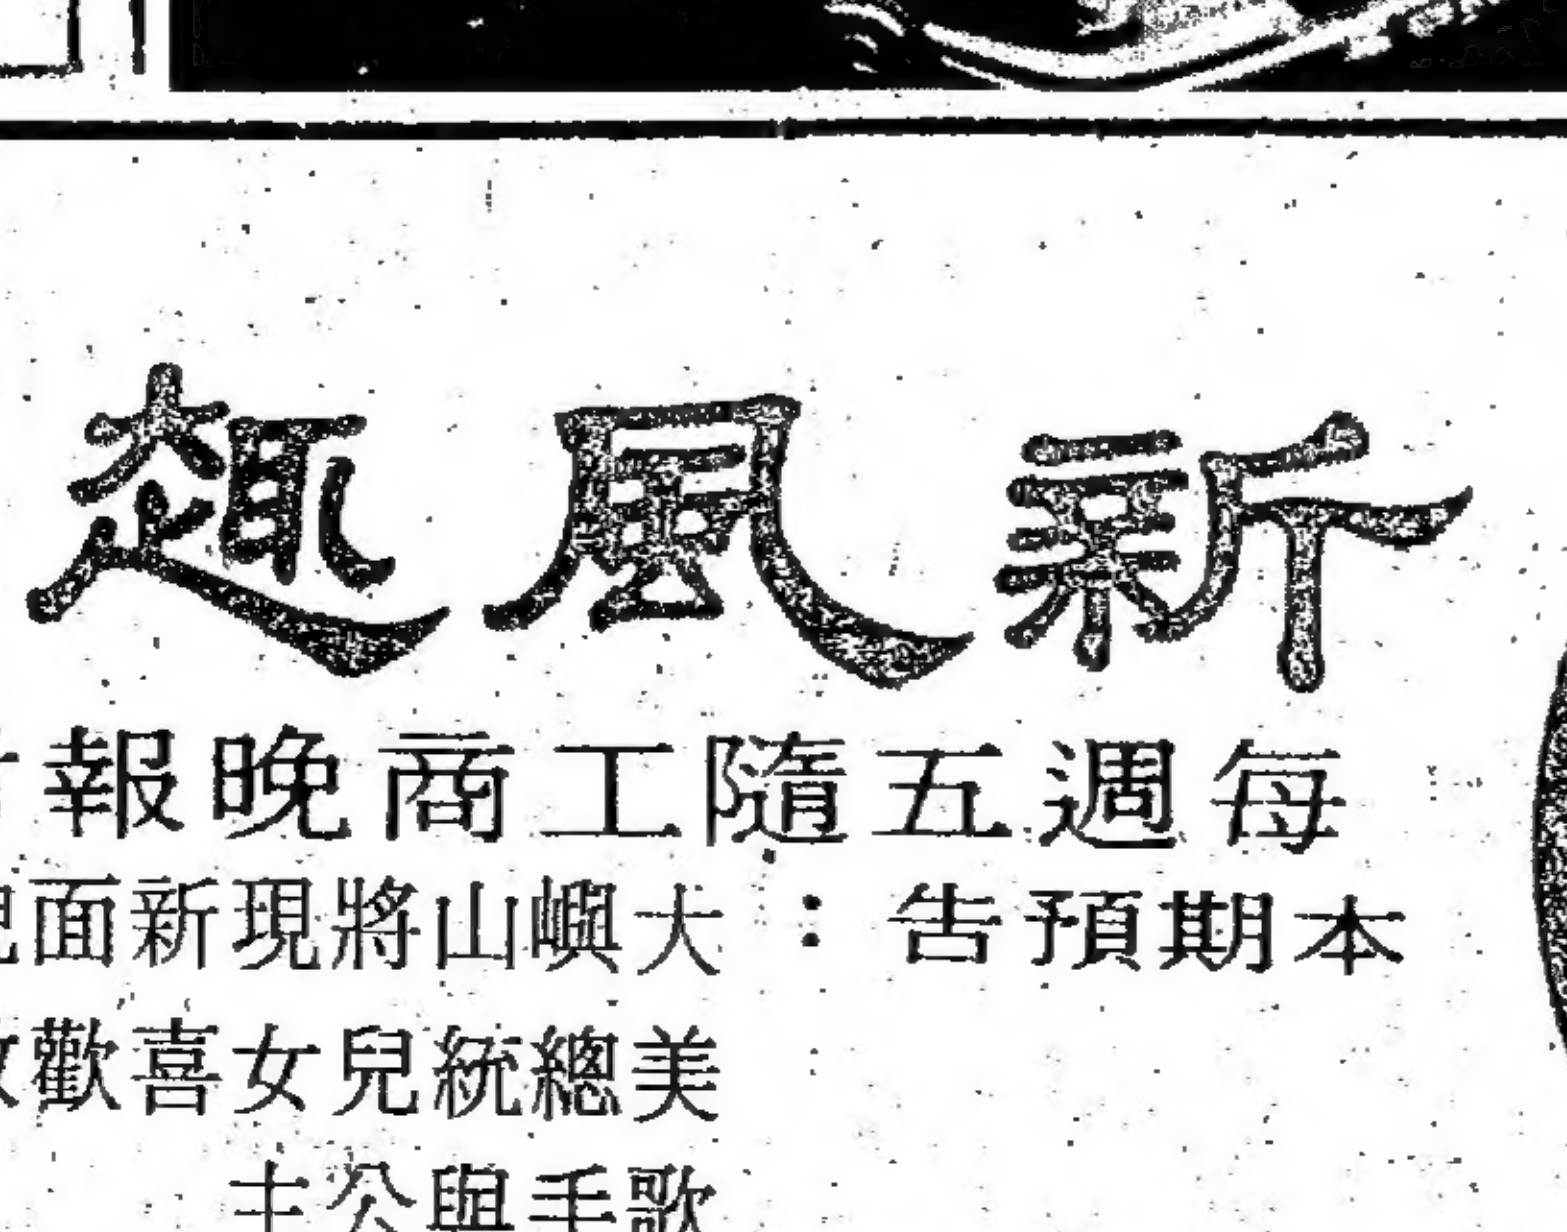 新風趣
每週五隨工商晚報
本期預告：大嶼山將現新面
美總統兒女喜歡
歌手與公主